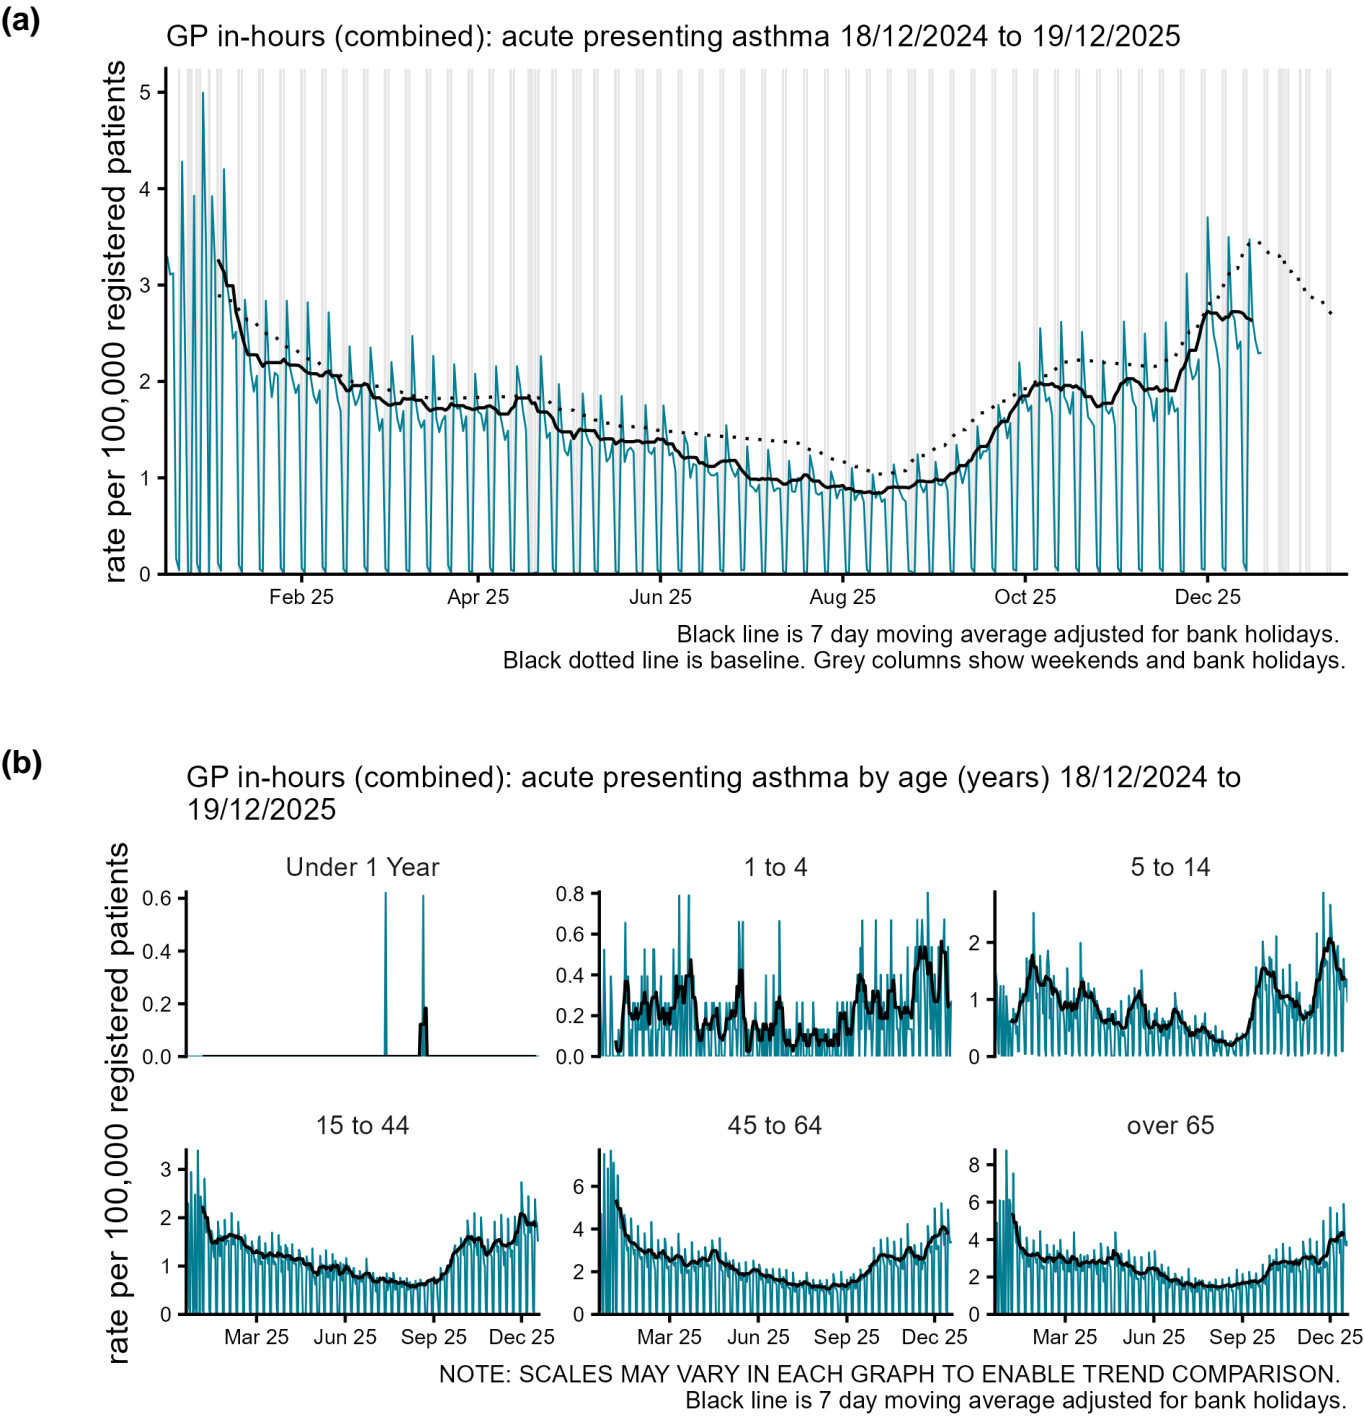 (a)
GP in-hours (combined): acute presenting asthma 18/12/2024 to 19/12/2025
rate per 100,000 registered patients
5
4
3
2
1
0
Feb 25 Apr 25 Jun 25 Aug 25 Oct 25 Dec 25
Black line is 7 day moving average adjusted for bank holidays.
Black dotted line is baseline. Grey columns show weekends and bank holidays.
(b)
GP in-hours (combined): acute presenting asthma by age (years) 18/12/2024 to
19/12/2025
rate per 100,000 registered patients
Under 1 Year
0.6
0.4
0.2
0.0
1 to 4
0.8
0.6
0.4
0.2
0.0
5 to 14
2
1
0
15 to 44
3
2
1
0
Mar 25 Jun 25 Sep 25 Dec 25
45 to 64
6
4
2
0
Mar 25 Jun 25 Sep 25 Dec 25
over 65
8
6
4
2
0
Mar 25 Jun 25 Sep 25 Dec 25
NOTE: SCALES MAY VARY IN EACH GRAPH TO ENABLE TREND COMPARISON.
Black line is 7 day moving average adjusted for bank holidays.